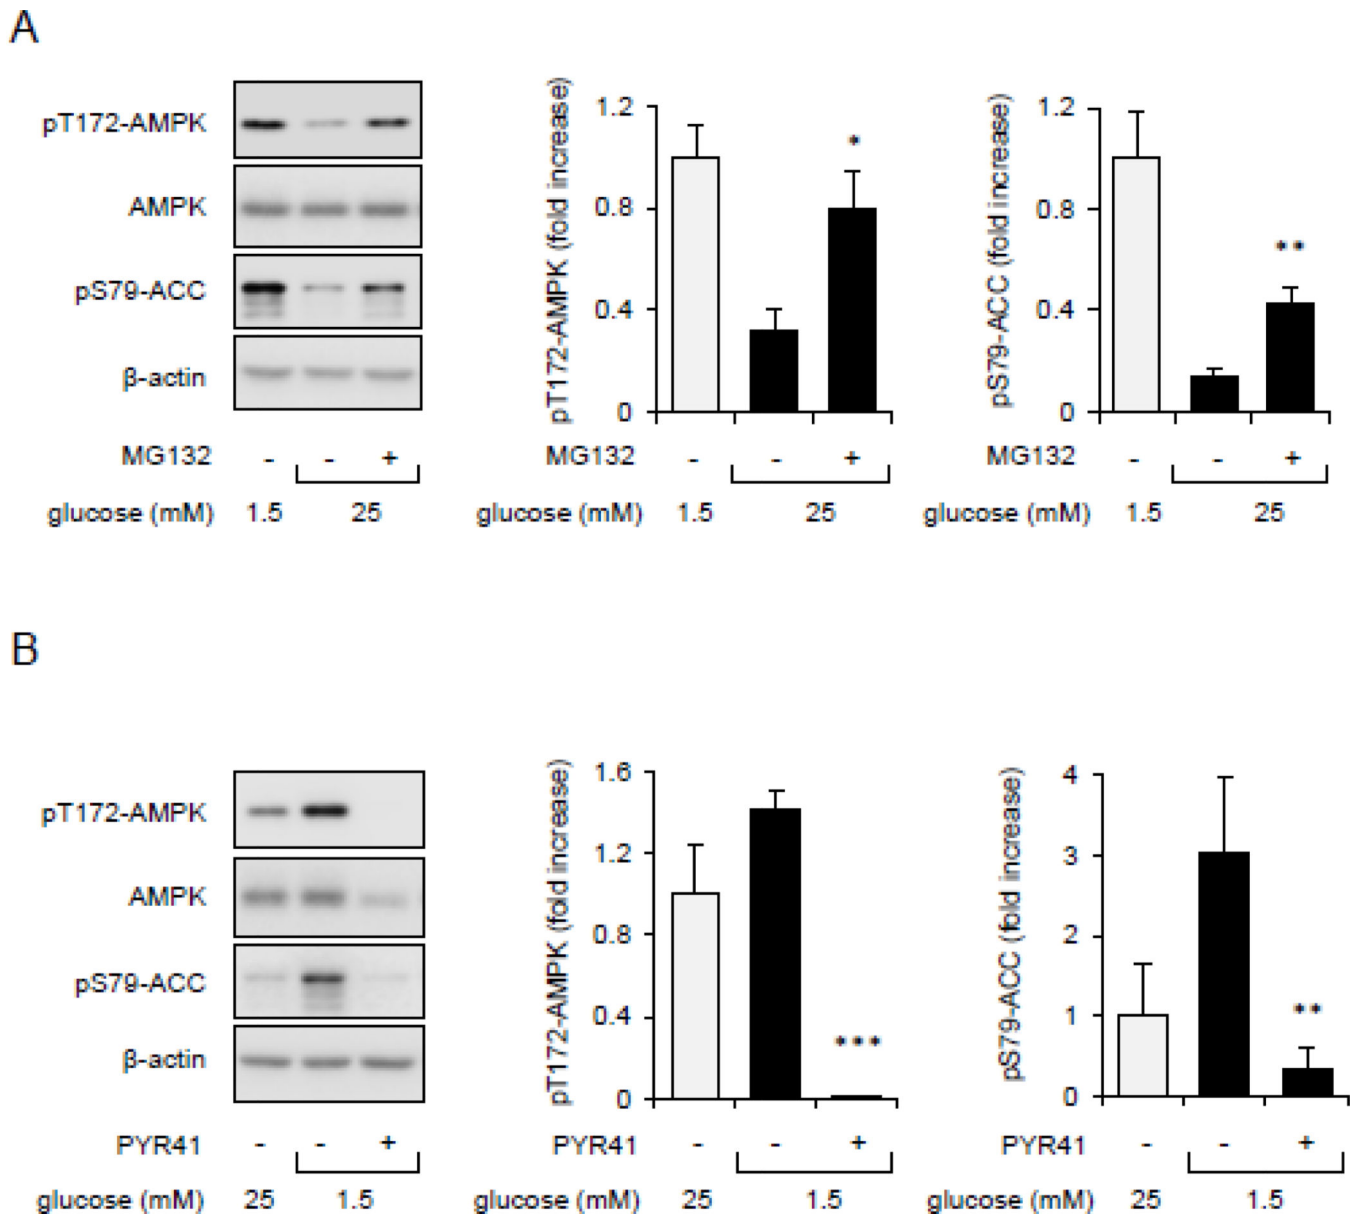 A
pT172-AMPK
AMPK
pS79-ACC
β-actin
MG132 - - +
glucose (mM) 1.5 25
pT172-AMPK (fold increase)
1.2
0.8
0.4
0
*
MG132 - - +
glucose (mM) 1.5 25
pS79-ACC (fold increase)
1.2
0.8
0.4
0
**
MG132 - - +
glucose (mM) 1.5 25
B
pT172-AMPK
AMPK
pS79-ACC
β-actin
PYR41 - - +
glucose (mM) 25 1.5
pT172-AMPK (fold increase)
1.6
1.2
0.8
0.4
0
***
PYR41 - - +
glucose (mM) 25 1.5
pS79-ACC (fold increase)
4
3
2
1
0
**
PYR41 - - +
glucose (mM) 25 1.5